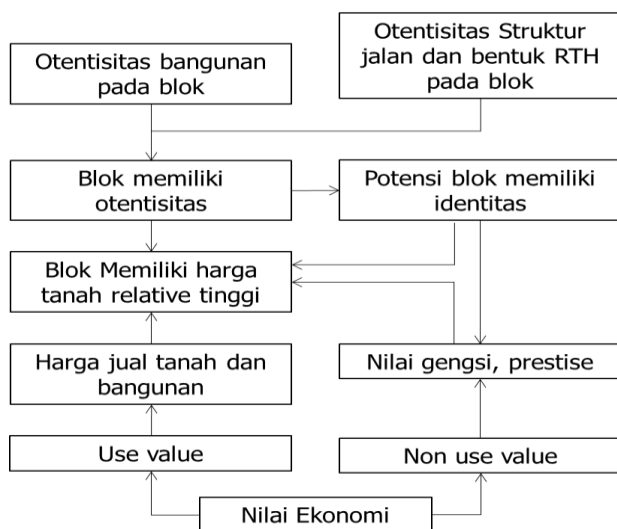 Otentisitas bangunan
pada blok
Otentisitas Struktur
jalan dan bentuk RTH
pada blok
Blok memiliki
otentisitas
Potensi blok memiliki
identitas
Blok Memiliki harga
tanah relative tinggi
Harga jual tanah dan
bangunan
Nilai gengsi, prestise
Use value
Non use value
Nilai Ekonomi